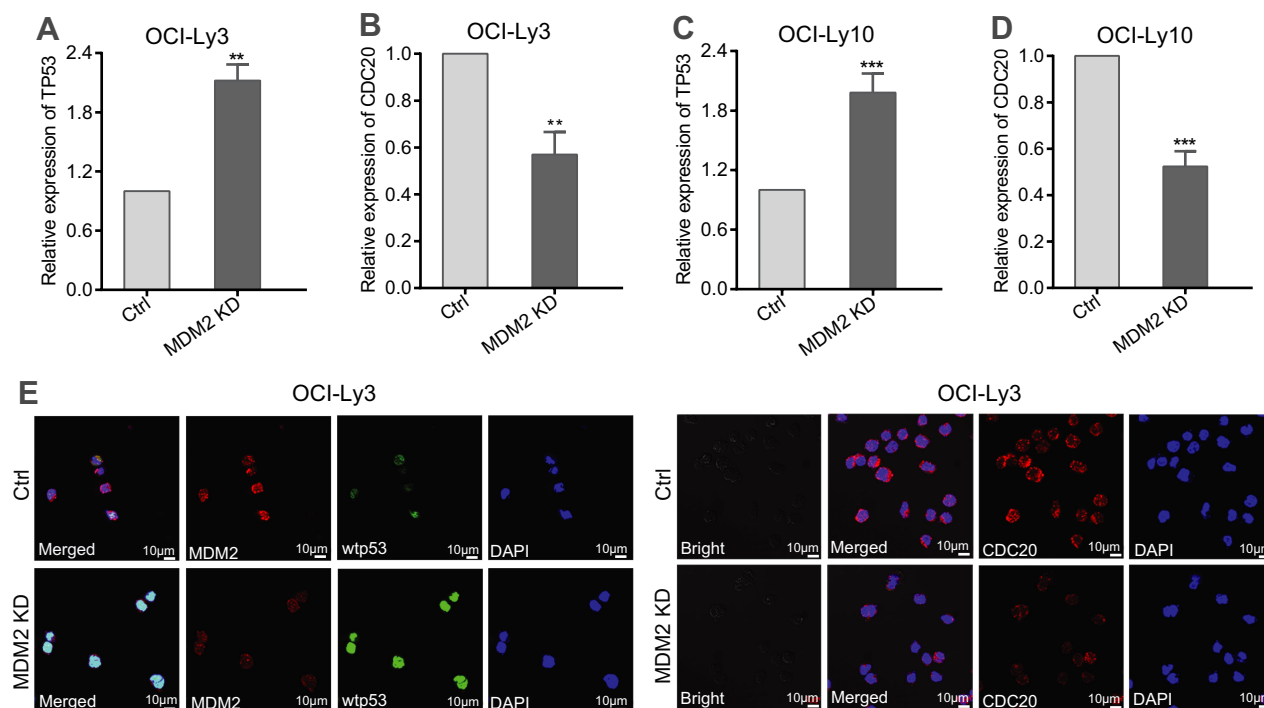 A
OCI-Ly3
Relative expression of TP53
2.4
1.8
1.2
0.6
0.0
**
Ctrl
MDM2 KD
B
OCI-Ly3
Relative expression of CDC20
1.0
0.8
0.6
0.4
0.2
0.0
**
Ctrl
MDM2 KD
C
OCI-Ly10
Relative expression of TP53
2.4
1.8
1.2
0.6
0.0
***
Ctrl
MDM2 KD
D
OCI-Ly10
Relative expression of CDC20
1.0
0.8
0.6
0.4
0.2
0.0
***
Ctrl
MDM2 KD
E
OCI-Ly3
Ctrl
Merged 10μm
MDM2 10μm
wtp53 10μm
DAPI 10μm
MDM2 KD
Merged 10μm
MDM2 10μm
wtp53 10μm
DAPI 10μm
OCI-Ly3
Ctrl
Bright 10μm
Merged 10μm
CDC20 10μm
DAPI 10μm
MDM2 KD
Bright 10μm
Merged 10μm
CDC20 10μm
DAPI 10μm